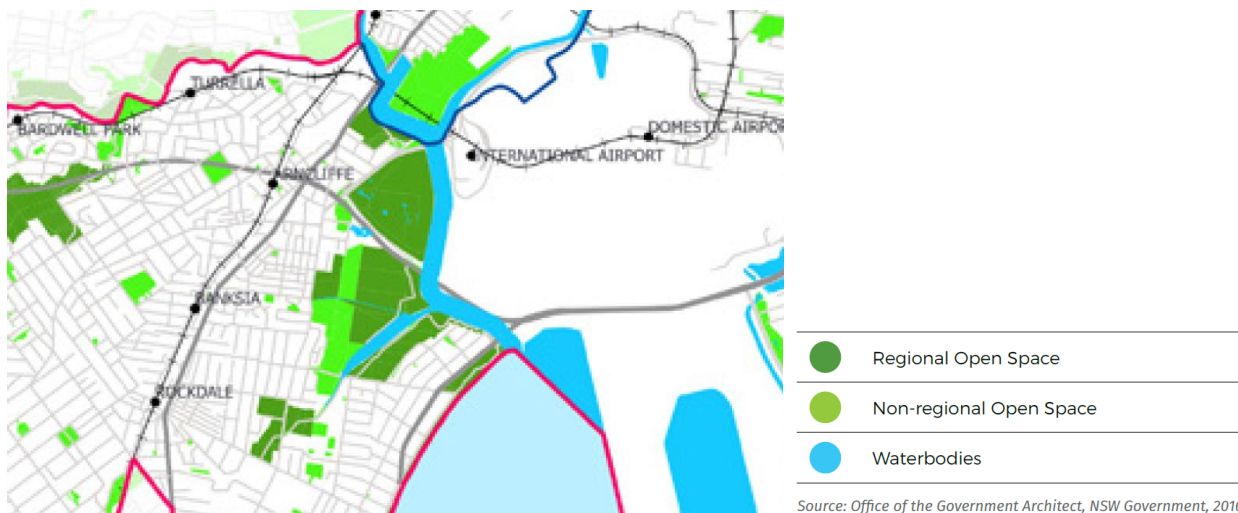 TURRELLA
BARDWELL PARK
DOMESTIC AIRPOR
INTERNATIONAL AIRPORT
ARNCLIFFE
BANKSIA
ROCKDALE
Regional Open Space
Non-regional Open Space
Waterbodies
Source: Office of the Government Architect, NSW Government, 2016